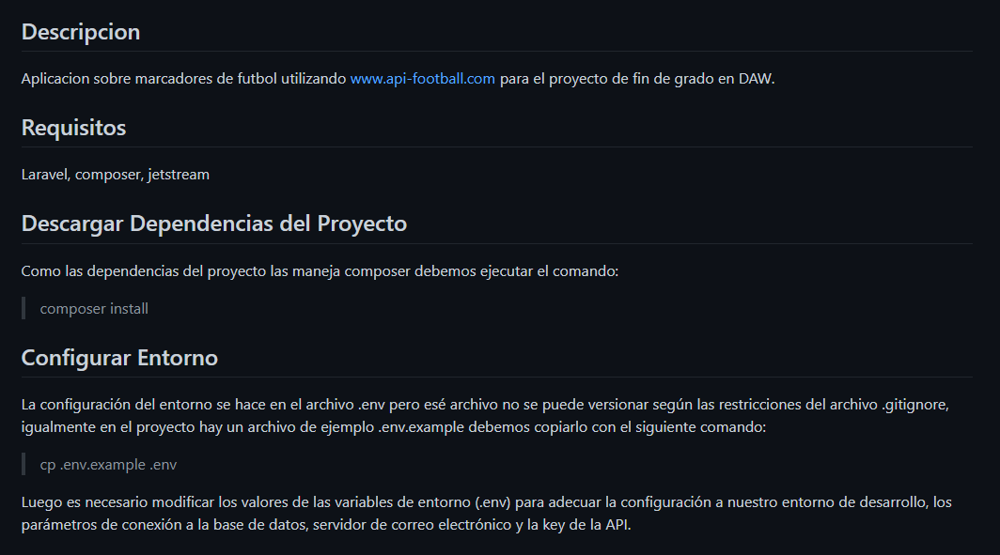 Descripcion
Aplicacion sobre marcadores de futbol utilizando www.api-football.com para el proyecto de fin de grado en DAW.
Requisitos
Laravel, composer, jetstream
Descargar Dependencias del Proyecto
Como las dependencias del proyecto las maneja composer debemos ejecutar el comando:
composer install
Configurar Entorno
La configuración del entorno se hace en el archivo .env pero esé archivo no se puede versionar según las restricciones del archivo .gitignore,
igualmente en el proyecto hay un archivo de ejemplo .env.example debemos copiarlo con el siguiente comando:
cp .env.example .env
Luego es necesario modificar los valores de las variables de entorno (.env) para adecuar la configuración a nuestro entorno de desarrollo, los
parámetros de conexión a la base de datos, servidor de correo electrónico y la key de la API.